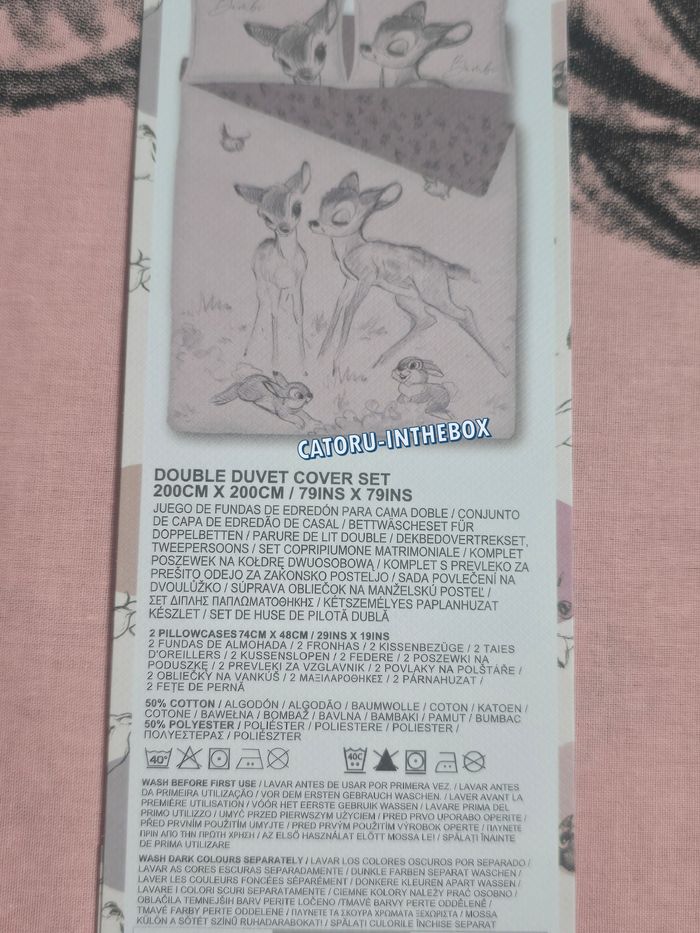 Bambi
Bambi
CATORU-INTHEBOX
DOUBLE DUVET COVER SET
200CM X 200CM / 79INS X 79INS
JUEGO DE FUNDAS DE EDREDÓN PARA CAMA DOBLE / CONJUNTO
DE CAPA DE EDREDÃO DE CASAL / BETTWÄSCHESET FÜR
DOPPELBETTEN / PARURE DE LIT DOUBLE / DEKBEDOVERTREKSET,
TWEEPERSOONS / SET COPRIPIUMONE MATRIMONIALE / KOMPLET
POSZEWEK NA KOŁDRĘ DWUOSOBOWĄ / KOMPLET S PREVLEKO ZA
PREŠITO ODEJO ZA ZAKONSKO POSTELJO / SADA POVLEČENÍ NA
DVOULŮŽKO / SÚPRAVA OBLIEČOK NA MANŽELSKÚ POSTEL /
ΣΕΤ ΔΙΠΛΗΣ ΠΑΠΛΩΜΑΤΟΘΗΚΗΣ / KÉTSZEMÉLYES PAPLANHUZAT
KÉSZLET / SET DE HUSE DE PILOTĂ DUBLĂ
2 PILLOWCASES 74CM X 48CM / 29INS X 19INS
2 FUNDAS DE ALMOHADA / 2 FRONHAS / 2 KISSENBEZÜGE / 2 TAIES
D'OREILLERS / 2 KUSSENSLOPEN / 2 FEDERE / 2 POSZEWKI NA
PODUSZKĘ / 2 PREVLEKI ZA VZGLAVNIK / 2 POVLAKY NA POLŠTÁŘE /
2 OBLIEČKY NA VANKÚŠ / 2 ΜΑΞΙΛΑΡΟΘΗΚΕΣ / 2 PÁRNAHUZAT /
2 FEȚE DE PERNĂ
50% COTTON / ALGODÓN / ALGODÃO / BAUMWOLLE / COTON / KATOEN /
COTONE / BAWEŁNA / BOMBAŽ / BAVLNA / BAMBAKI / PAMUT / BUMBAC
50% POLYESTER / POLIÉSTER / POLIESTERE / POLIESTER /
ΠΟΛΥΕΣΤΕΡΑΣ / POLIÉSZTER
40°
40C
WASH BEFORE FIRST USE / LAVAR ANTES DE USAR POR PRIMERA VEZ. / LAVAR ANTES
DA PRIMEIRA UTILIZAÇÃO / VOR DEM ERSTEN GEBRAUCH WASCHEN. / LAVER AVANT LA
PREMIÈRE UTILISATION / VÓÓR HET EERSTE GEBRUIK WASSEN / LAVARE PRIMA DEL
PRIMO UTILIZZO / UMYĆ PRZED PIERWSZYM UŻYCIEM / PRED PRVO UPORABO OPERITE /
PŘED PRVNÍM POUŽITÍM UMYJTE / PRED PRVÝM POUŽITÍM VÝROBOK OPERTE / ΠΛΥΝΕΤΕ
ΠΡΙΝ ΑΠΟ ΤΗΝ ΠΡΩΤΗ ΧΡΗΣΗ / AZ ELSŐ HASZNÁLAT ELŐTT MOSSA LE! / SPĂLAȚI ÎNAINTE
DE PRIMA UTILIZARE
WASH DARK COLOURS SEPARATELY / LAVAR LOS COLORES OSCUROS POR SEPARADO /
LAVAR AS CORES ESCURAS SEPARADAMENTE / DUNKLE FARBEN SEPARAT WASCHEN /
LAVER LES COULEURS FONCÉES SÉPARÉMENT / DONKERE KLEUREN APART WASSEN /
LAVARE I COLORI SCURI SEPARATAMENTE / CIEMNE KOLORY NALEŻY PRAĆ OSOBNO /
OBLAČILA TEMNEJŠIH BARV PERITE LOČENO / TMAVÉ BARVY PERTE ODDĚLENĚ /
TMAVÉ FARBY PERTE ODDELENE / ΠΛΥΝΕΤΕ ΤΑ ΣΚΟΥΡΑ ΧΡΩΜΑΤΑ ΞΕΧΩΡΙΣΤΑ / MOSSA
KÜLÖN A SÖTÉT SZÍNŰ RUHADARABOKAT! / SPĂLAȚI CULORILE ÎNCHISE SEPARAT